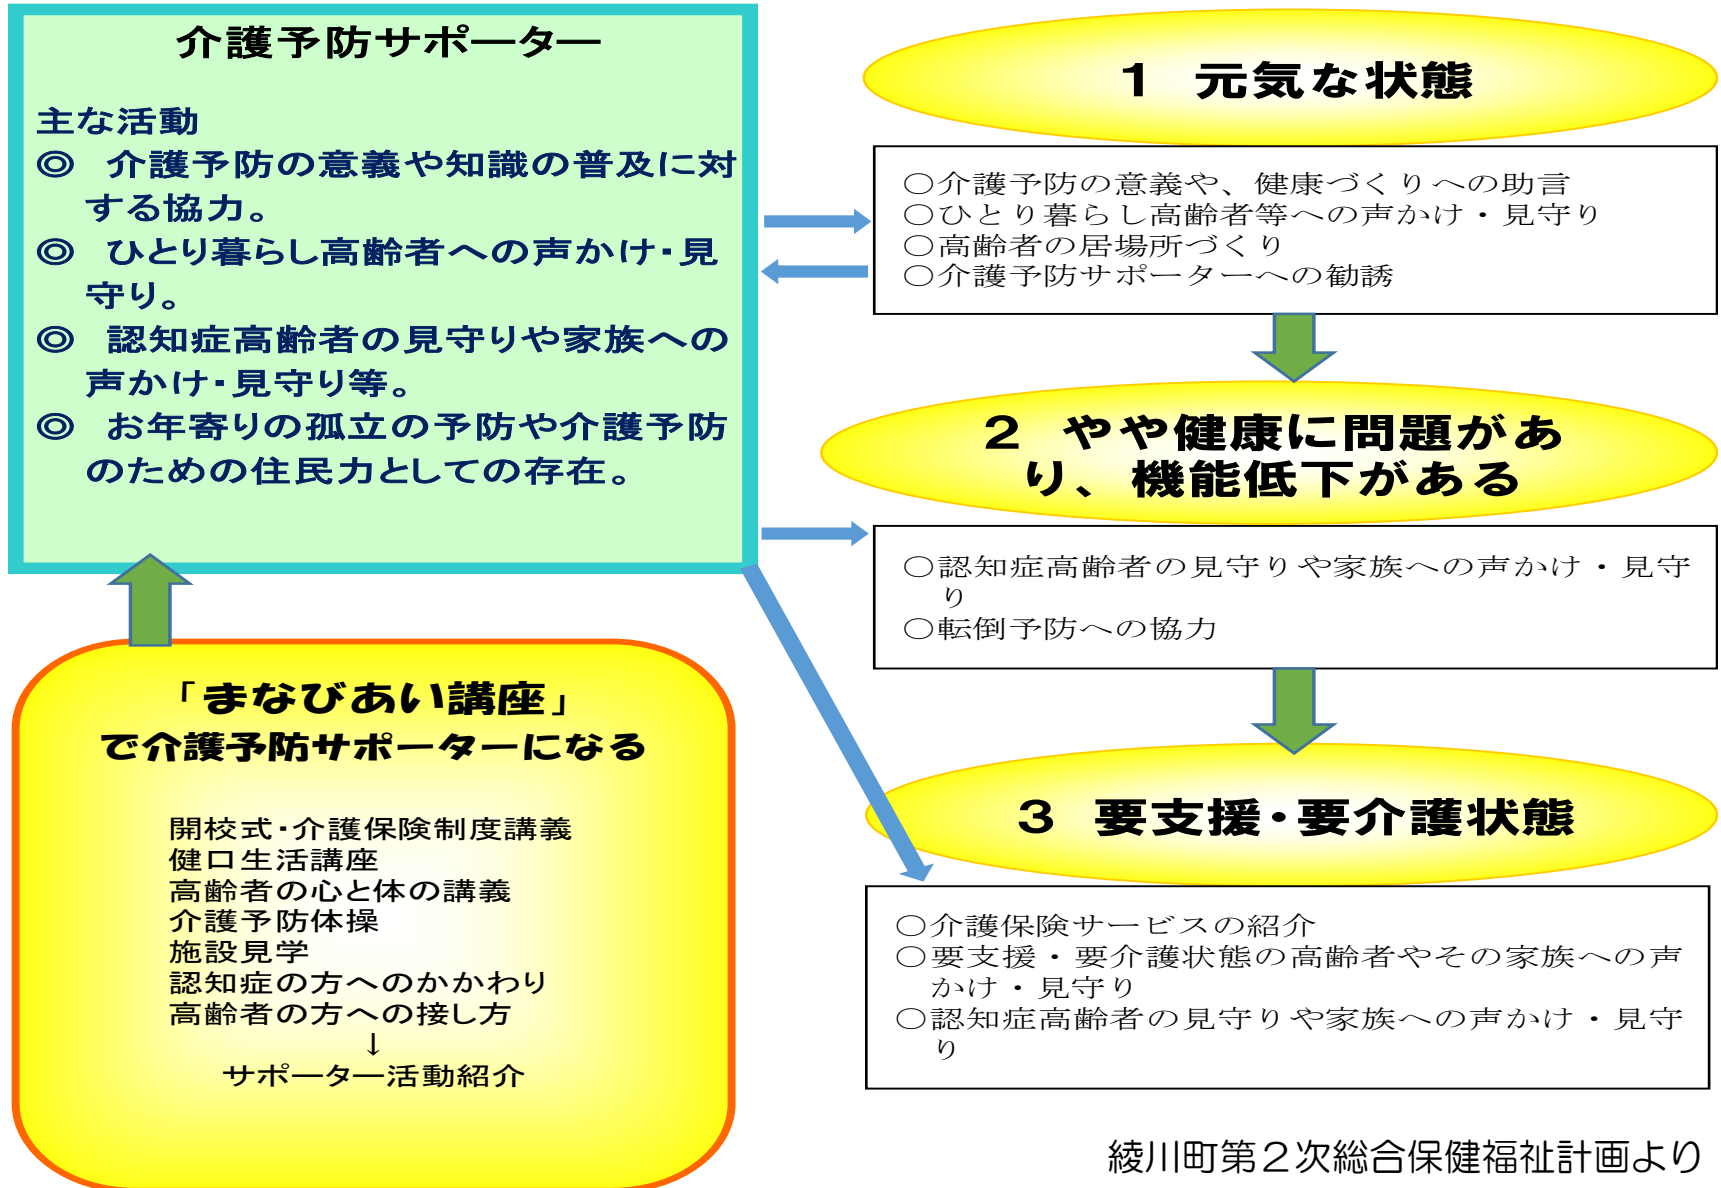 介護予防サポーター
主な活動
◎ 介護予防の意義や知識の普及に対
する協力。
◎ ひとり暮らし高齢者への声かけ・見
守り。
◎ 認知症高齢者の見守りや家族への
声かけ・見守り等。
◎ お年寄りの孤立の予防や介護予防
のための住民力としての存在。
「まなびあい講座」
で介護予防サポーターになる
開校式・介護保険制度講義
健口生活講座
高齢者の心と体の講義
介護予防体操
施設見学
認知症の方へのかかわり
高齢者の方への接し方
↓
サポーター活動紹介
1 元気な状態
○介護予防の意義や、健康づくりへの助言
○ひとり暮らし高齢者等への声かけ・見守り
○高齢者の居場所づくり
○介護予防サポーターへの勧誘
2 やや健康に問題があ
り、機能低下がある
○認知症高齢者の見守りや家族への声かけ・見守
り
○転倒予防への協力
3 要支援・要介護状態
○介護保険サービスの紹介
○要支援・要介護状態の高齢者やその家族への声
かけ・見守り
○認知症高齢者の見守りや家族への声かけ・見守
り
綾川町第２次総合保健福祉計画より